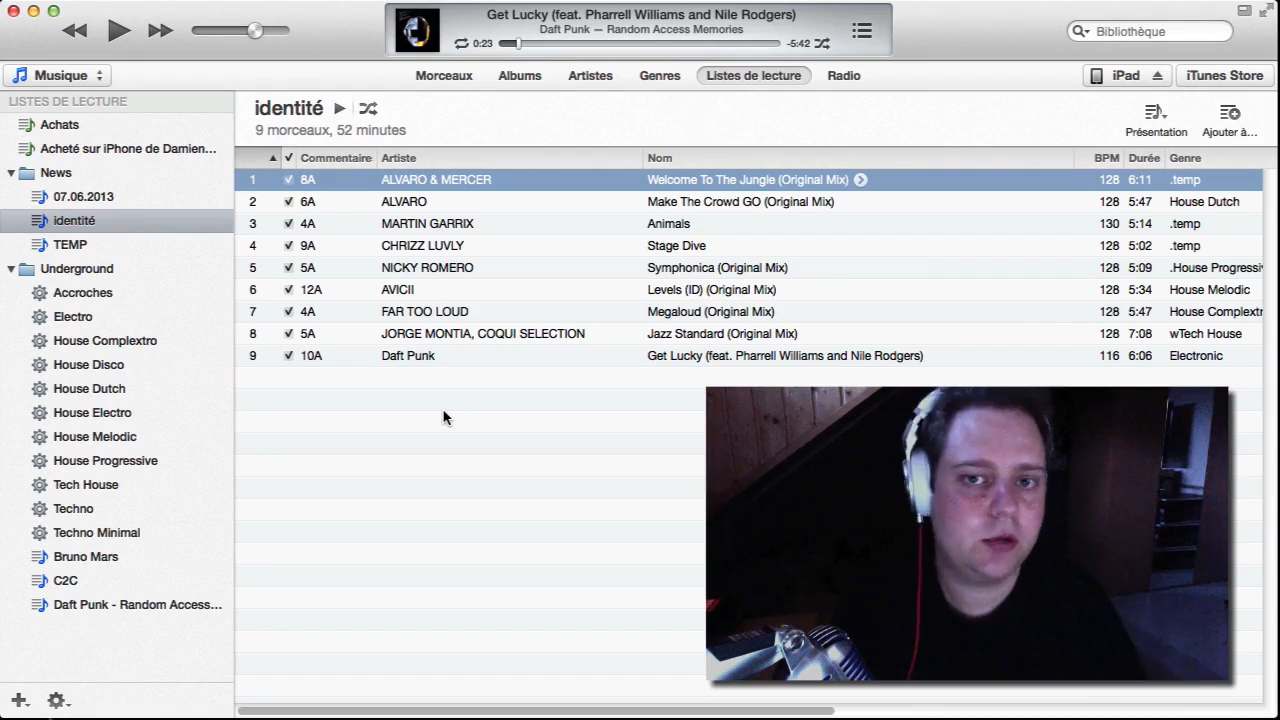 Get Lucky (feat. Pharrell Williams and Nile Rodgers)
Daft Punk — Random Access Memories
0:23 -5:42
Bibliothèque
Musique Morceaux Albums Artistes Genres Listes de lecture Radio iPad iTunes Store
LISTES DE LECTURE
Achats
Acheté sur iPhone de Damien...
News
07.06.2013
identité
TEMP
Underground
Accroches
Electro
House Complextro
House Disco
House Dutch
House Electro
House Melodic
House Progressive
Tech House
Techno
Techno Minimal
Bruno Mars
C2C
Daft Punk - Random Access...
identité
9 morceaux, 52 minutes
Présentation Ajouter à...
Commentaire Artiste Nom BPM Durée Genre
1 8A ALVARO & MERCER Welcome To The Jungle (Original Mix) 128 6:11 .temp
2 6A ALVARO Make The Crowd GO (Original Mix) 128 5:47 House Dutch
3 4A MARTIN GARRIX Animals 130 5:14 .temp
4 9A CHRIZZ LUVLY Stage Dive 128 5:02 .temp
5 5A NICKY ROMERO Symphonica (Original Mix) 128 5:09 .House Progressi
6 12A AVICII Levels (ID) (Original Mix) 128 5:34 House Melodic
7 4A FAR TOO LOUD Megaloud (Original Mix) 128 5:13 House Complextr
8 5A JORGE MONTIA, COQUI SELECTION Jazz Standard (Original Mix) 128 7:08 wTech House
9 10A Daft Punk Get Lucky (feat. Pharrell Williams and Nile Rodgers) 116 6:06 Electronic